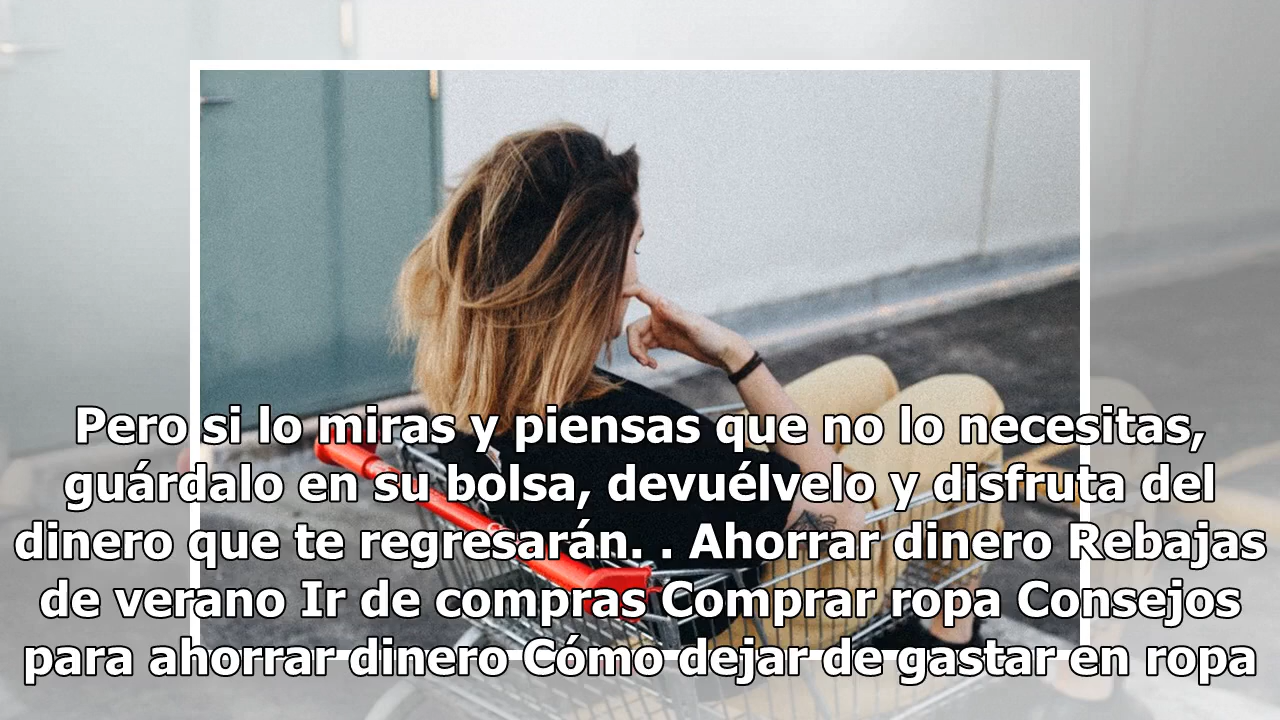 Pero si lo miras y piensas que no lo necesitas,
guárdalo en su bolsa, devuélvelo y disfruta del
dinero que te regresarán. . Ahorrar dinero Rebajas
de verano Ir de compras Comprar ropa Consejos
para ahorrar dinero Cómo dejar de gastar en ropa